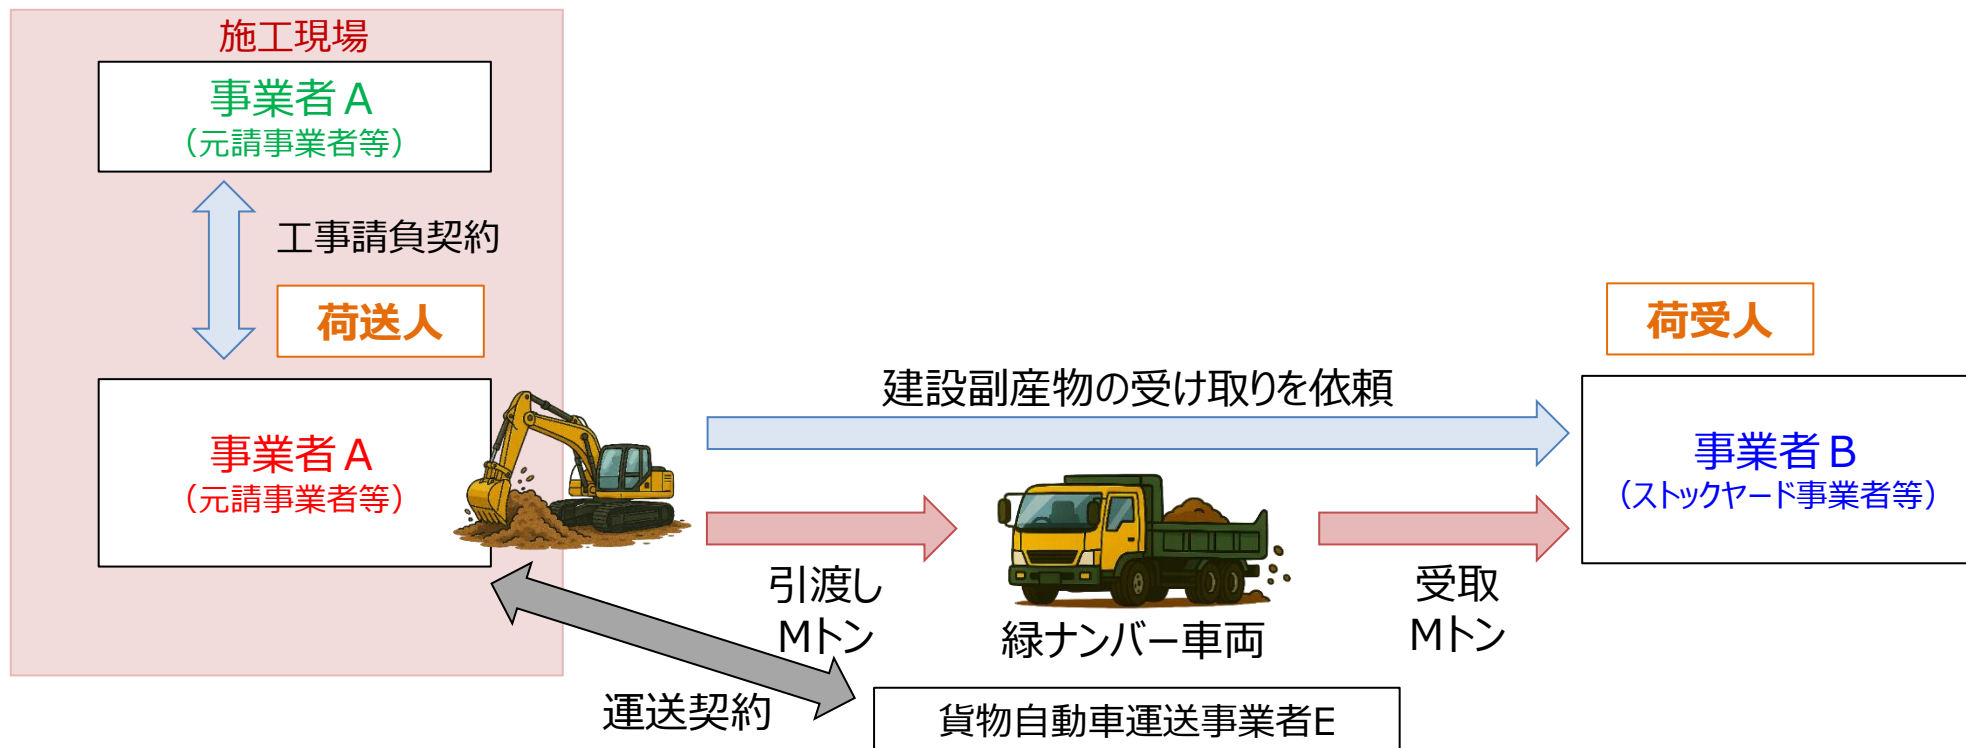 施工現場
事業者A
（元請事業者等）
工事請負契約
荷送人
荷受人
建設副産物の受け取りを依頼
事業者A
（元請事業者等）
事業者B
（ストックヤード事業者等）
引渡し
Mトン
緑ナンバー車両
受取
Mトン
運送契約
貨物自動車運送事業者E